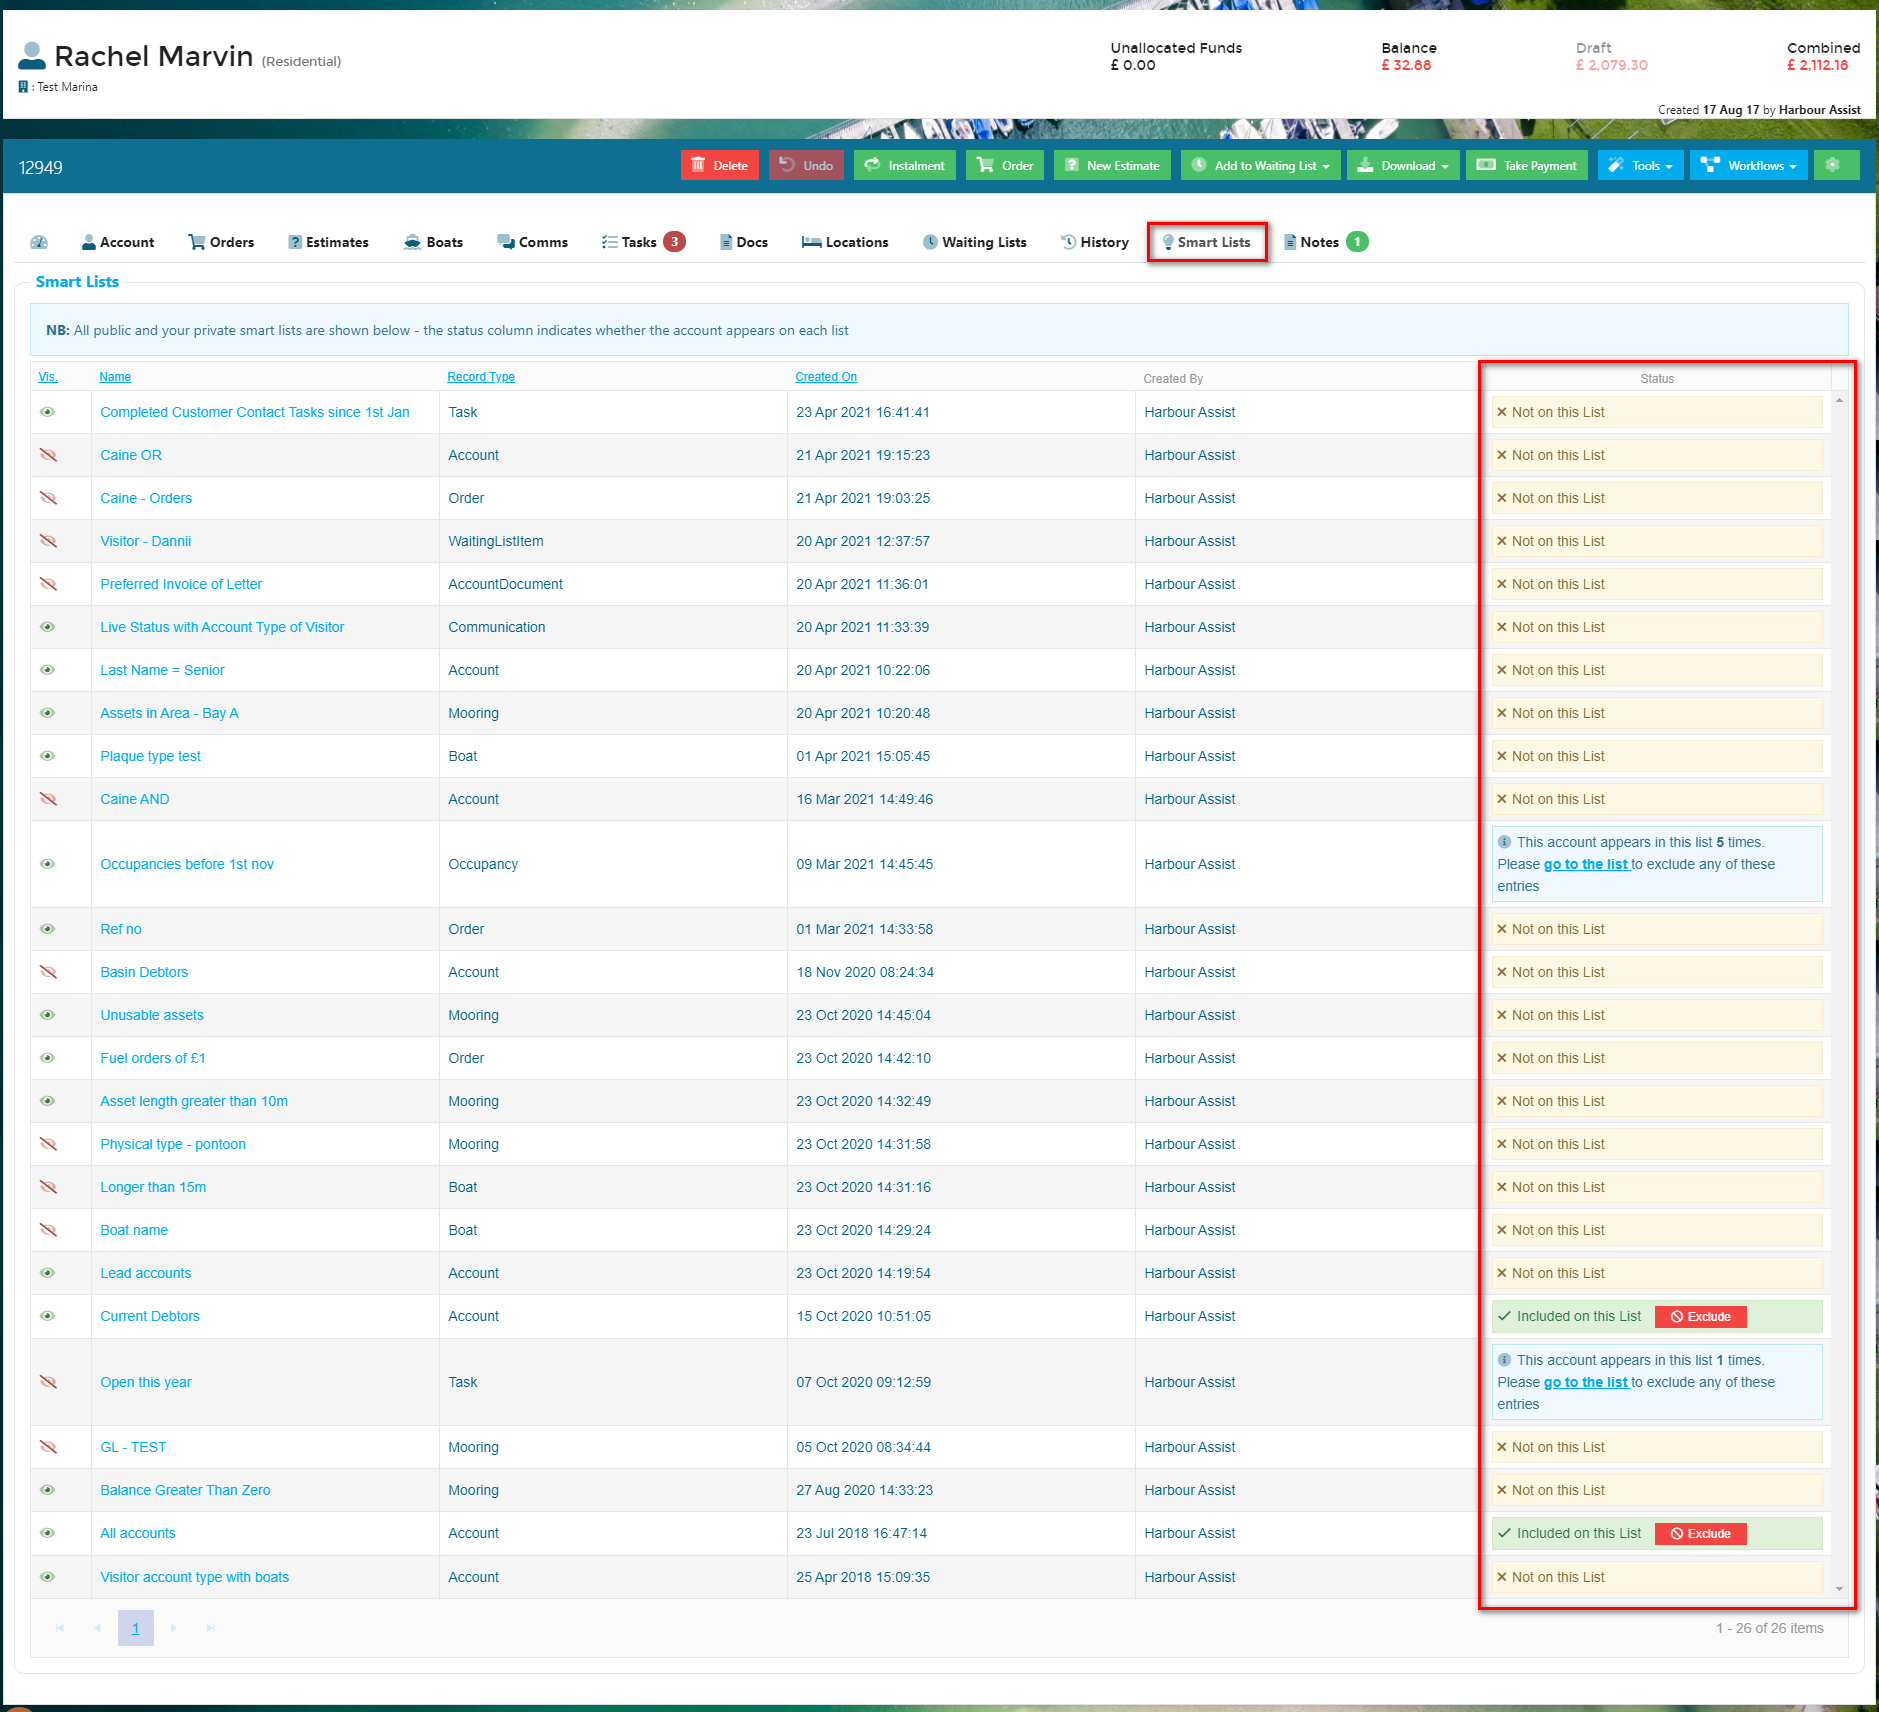 Rachel Marvin (Residential)
: Test Marina
Unallocated Funds
£ 0.00
Balance
£ 32.88
Draft
£ 2,079.30
Combined
£ 2,112.18
Created 17 Aug 17 by Harbour Assist
12949
Delete
Undo
Instalment
Order
New Estimate
Add to Waiting List
Download
Take Payment
Tools
Workflows
Account
Orders
Estimates
Boats
Comms
Tasks 3
Docs
Locations
Waiting Lists
History
Smart Lists
Notes 1
Smart Lists
NB: All public and your private smart lists are shown below - the status column indicates whether the account appears on each list
Vis. Name Record Type Created On Created By Status
Completed Customer Contact Tasks since 1st Jan Task 23 Apr 2021 16:41:41 Harbour Assist Not on this List
Caine OR Account 21 Apr 2021 19:15:23 Harbour Assist Not on this List
Caine - Orders Order 21 Apr 2021 19:03:25 Harbour Assist Not on this List
Visitor - Dannii WaitingListItem 20 Apr 2021 12:37:57 Harbour Assist Not on this List
Preferred Invoice of Letter AccountDocument 20 Apr 2021 11:36:01 Harbour Assist Not on this List
Live Status with Account Type of Visitor Communication 20 Apr 2021 11:33:39 Harbour Assist Not on this List
Last Name = Senior Account 20 Apr 2021 10:22:06 Harbour Assist Not on this List
Assets in Area - Bay A Mooring 20 Apr 2021 10:20:48 Harbour Assist Not on this List
Plaque type test Boat 01 Apr 2021 15:05:45 Harbour Assist Not on this List
Caine AND Account 16 Mar 2021 14:49:46 Harbour Assist Not on this List
Occupancies before 1st nov Occupancy 09 Mar 2021 14:45:45 Harbour Assist This account appears in this list 5 times.
Please go to the list to exclude any of these
entries
Ref no Order 01 Mar 2021 14:33:58 Harbour Assist Not on this List
Basin Debtors Account 18 Nov 2020 08:24:34 Harbour Assist Not on this List
Unusable assets Mooring 23 Oct 2020 14:45:04 Harbour Assist Not on this List
Fuel orders of £1 Order 23 Oct 2020 14:42:10 Harbour Assist Not on this List
Asset length greater than 10m Mooring 23 Oct 2020 14:32:49 Harbour Assist Not on this List
Physical type - pontoon Mooring 23 Oct 2020 14:31:58 Harbour Assist Not on this List
Longer than 15m Boat 23 Oct 2020 14:31:16 Harbour Assist Not on this List
Boat name Boat 23 Oct 2020 14:29:24 Harbour Assist Not on this List
Lead accounts Account 23 Oct 2020 14:19:54 Harbour Assist Not on this List
Current Debtors Account 15 Oct 2020 10:51:05 Harbour Assist Included on this List Exclude
Open this year Task 07 Oct 2020 09:12:59 Harbour Assist This account appears in this list 1 times.
Please go to the list to exclude any of these
entries
GL - TEST Mooring 05 Oct 2020 08:34:44 Harbour Assist Not on this List
Balance Greater Than Zero Mooring 27 Aug 2020 14:33:23 Harbour Assist Not on this List
All accounts Account 23 Jul 2018 16:47:14 Harbour Assist Included on this List Exclude
Visitor account type with boats Account 25 Apr 2018 15:09:35 Harbour Assist Not on this List
1
1 - 26 of 26 items